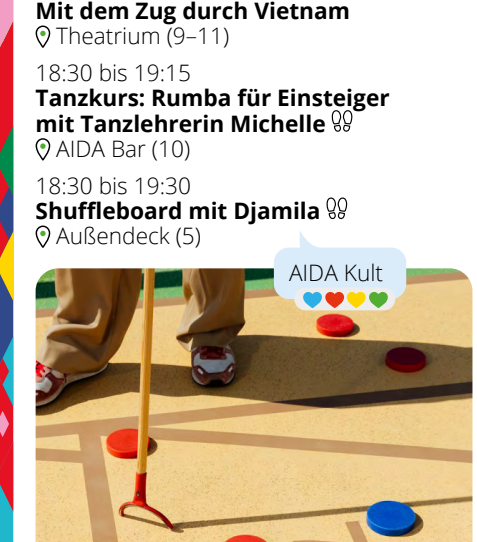 Mit dem Zug durch Vietnam
Theatrium (9–11)
18:30 bis 19:15
Tanzkurs: Rumba für Einsteiger
mit Tanzlehrerin Michelle
AIDA Bar (10)
18:30 bis 19:30
Shuffleboard mit Djamila
Außendeck (5)
AIDA Kult